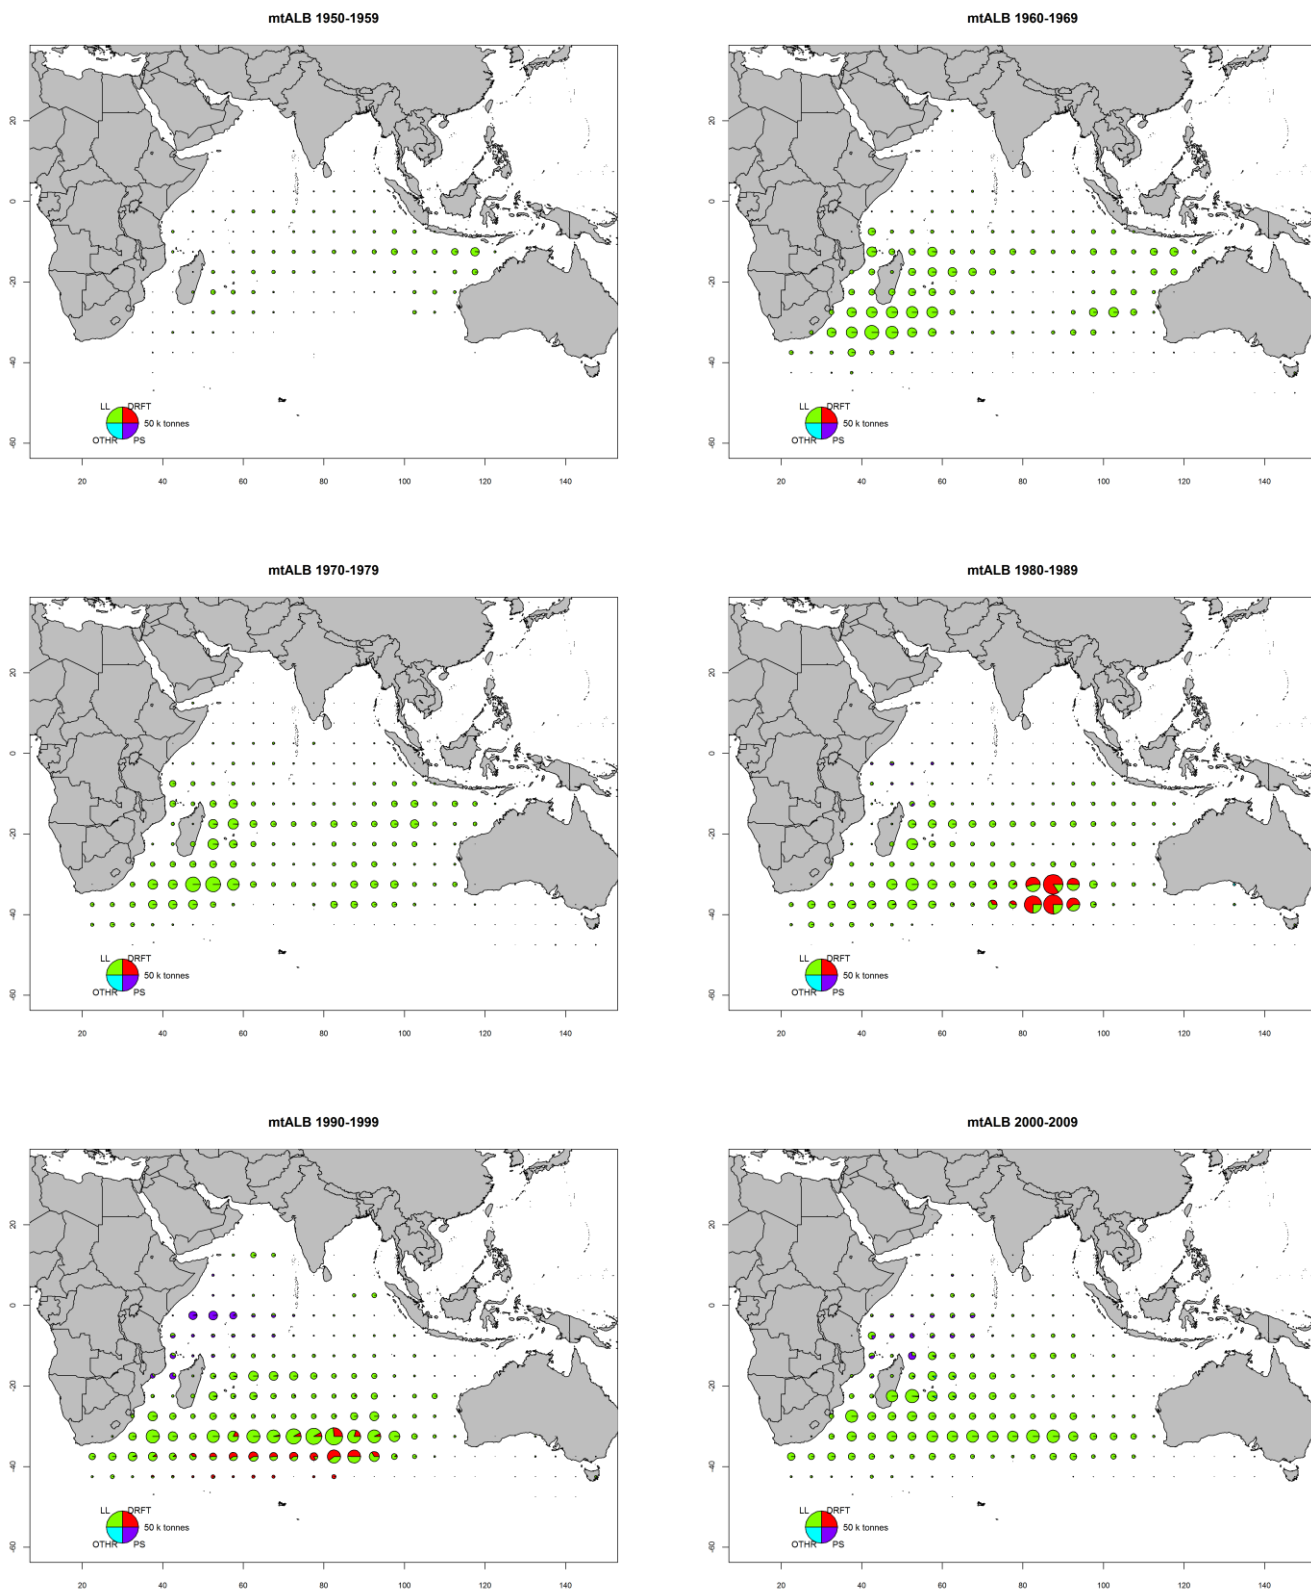 mtALB 1950-1959
20
0
-20
-40
-60
LL DRFT
50 k tonnes
OTHR PS
20 40 60 80 100 120 140
mtALB 1960-1969
20
0
-20
-40
-60
LL DRFT
50 k tonnes
OTHR PS
20 40 60 80 100 120 140
mtALB 1970-1979
20
0
-20
-40
-60
LL DRFT
50 k tonnes
OTHR PS
20 40 60 80 100 120 140
mtALB 1980-1989
20
0
-20
-40
-60
LL DRFT
50 k tonnes
OTHR PS
20 40 60 80 100 120 140
mtALB 1990-1999
20
0
-20
-40
-60
LL DRFT
50 k tonnes
OTHR PS
20 40 60 80 100 120 140
mtALB 2000-2009
20
0
-20
-40
-60
LL DRFT
50 k tonnes
OTHR PS
20 40 60 80 100 120 140